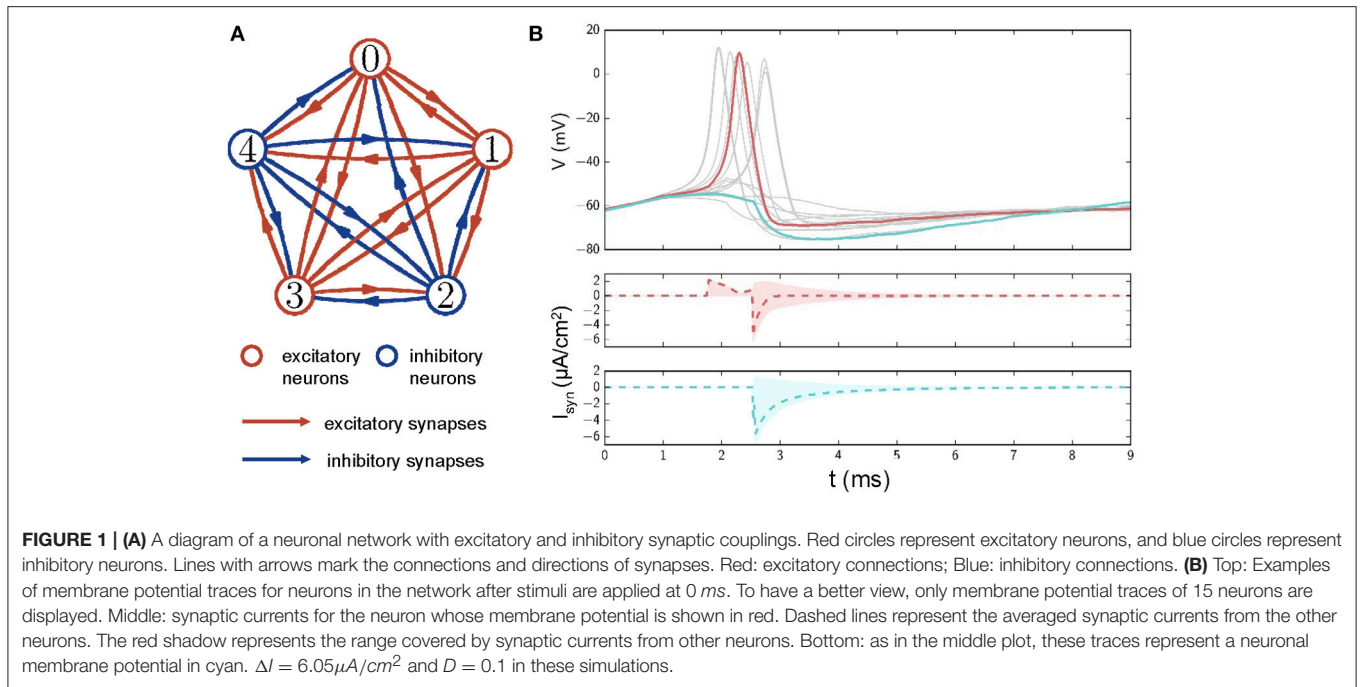 A
0
4
1
3
2
excitatory neurons
inhibitory neurons
excitatory synapses
inhibitory synapses
B
V (mV)
20
0
−20
−40
−60
−80
2
0
−2
−4
−6
2
0
−2
−4
−6
I_syn (μA/cm²)
0 1 2 3 4 5 6 7 8 9
t (ms)
FIGURE 1 | (A) A diagram of a neuronal network with excitatory and inhibitory synaptic couplings. Red circles represent excitatory neurons, and blue circles represent
inhibitory neurons. Lines with arrows mark the connections and directions of synapses. Red: excitatory connections; Blue: inhibitory connections. (B) Top: Examples
of membrane potential traces for neurons in the network after stimuli are applied at 0 ms. To have a better view, only membrane potential traces of 15 neurons are
displayed. Middle: synaptic currents for the neuron whose membrane potential is shown in red. Dashed lines represent the averaged synaptic currents from the other
neurons. The red shadow represents the range covered by synaptic currents from other neurons. Bottom: as in the middle plot, these traces represent a neuronal
membrane potential in cyan. ΔI = 6.05μA/cm² and D = 0.1 in these simulations.